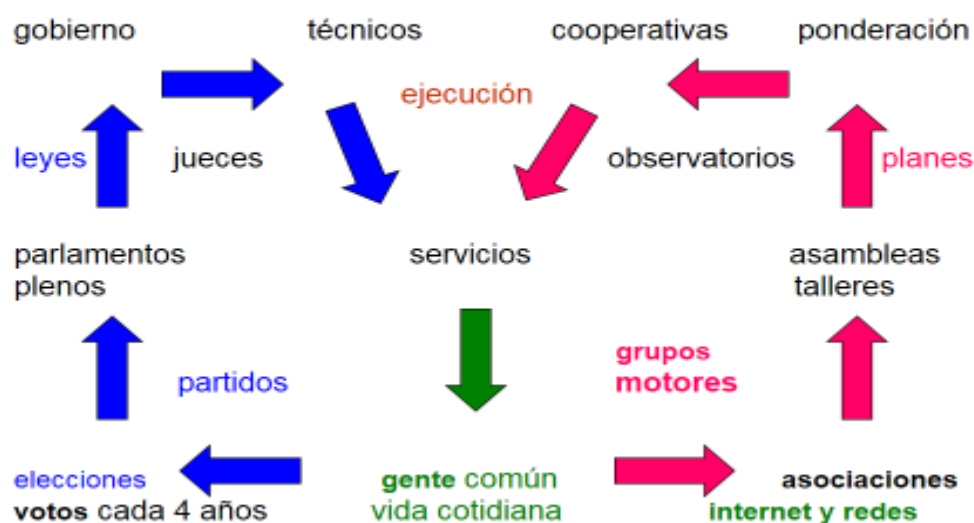 gobierno técnicos cooperativas ponderación
ejecución
leyes jueces observatorios planes
parlamentos servicios asambleas
plenos talleres
grupos
partidos motores
elecciones gente común asociaciones
votos cada 4 años vida cotidiana internet y redes